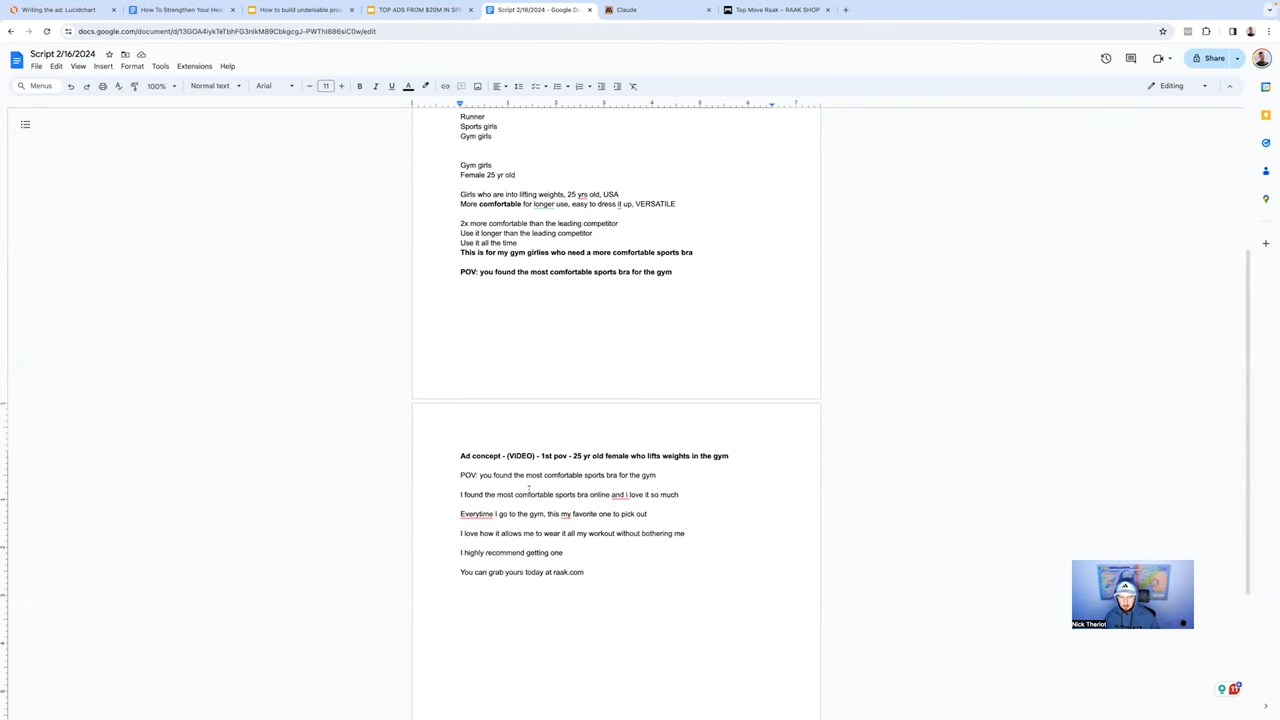 Writing the ad: Lucidchart
How To Strengthen Your Hea
How to build undeniable proc
TOP ADS FROM $20M IN SP
Script 2/16/2024 - Google D
Claude
Top Move Raak – RAAK SHOP
Script 2/16/2024
File Edit View Insert Format Tools Extensions Help
Share
Menus
100%
Normal text
Arial
11
Editing
1 1 2 3 4 5 6 7
Runner
Sports girls
Gym girls
Gym girls
Female 25 yr old
Girls who are into lifting weights, 25 yrs old, USA
More comfortable for longer use, easy to dress it up, VERSATILE
2x more comfortable than the leading competitor
Use it longer than the leading competitor
Use it all the time
This is for my gym girlies who need a more comfortable sports bra
POV: you found the most comfortable sports bra for the gym
Ad concept - (VIDEO) - 1st pov - 25 yr old female who lifts weights in the gym
POV: you found the most comfortable sports bra for the gym
I found the most comfortable sports bra online and i love it so much
Everytime I go to the gym, this my favorite one to pick out
I love how it allows me to wear it all my workout without bothering me
I highly recommend getting one
You can grab yours today at raak.com
Nick Theriot